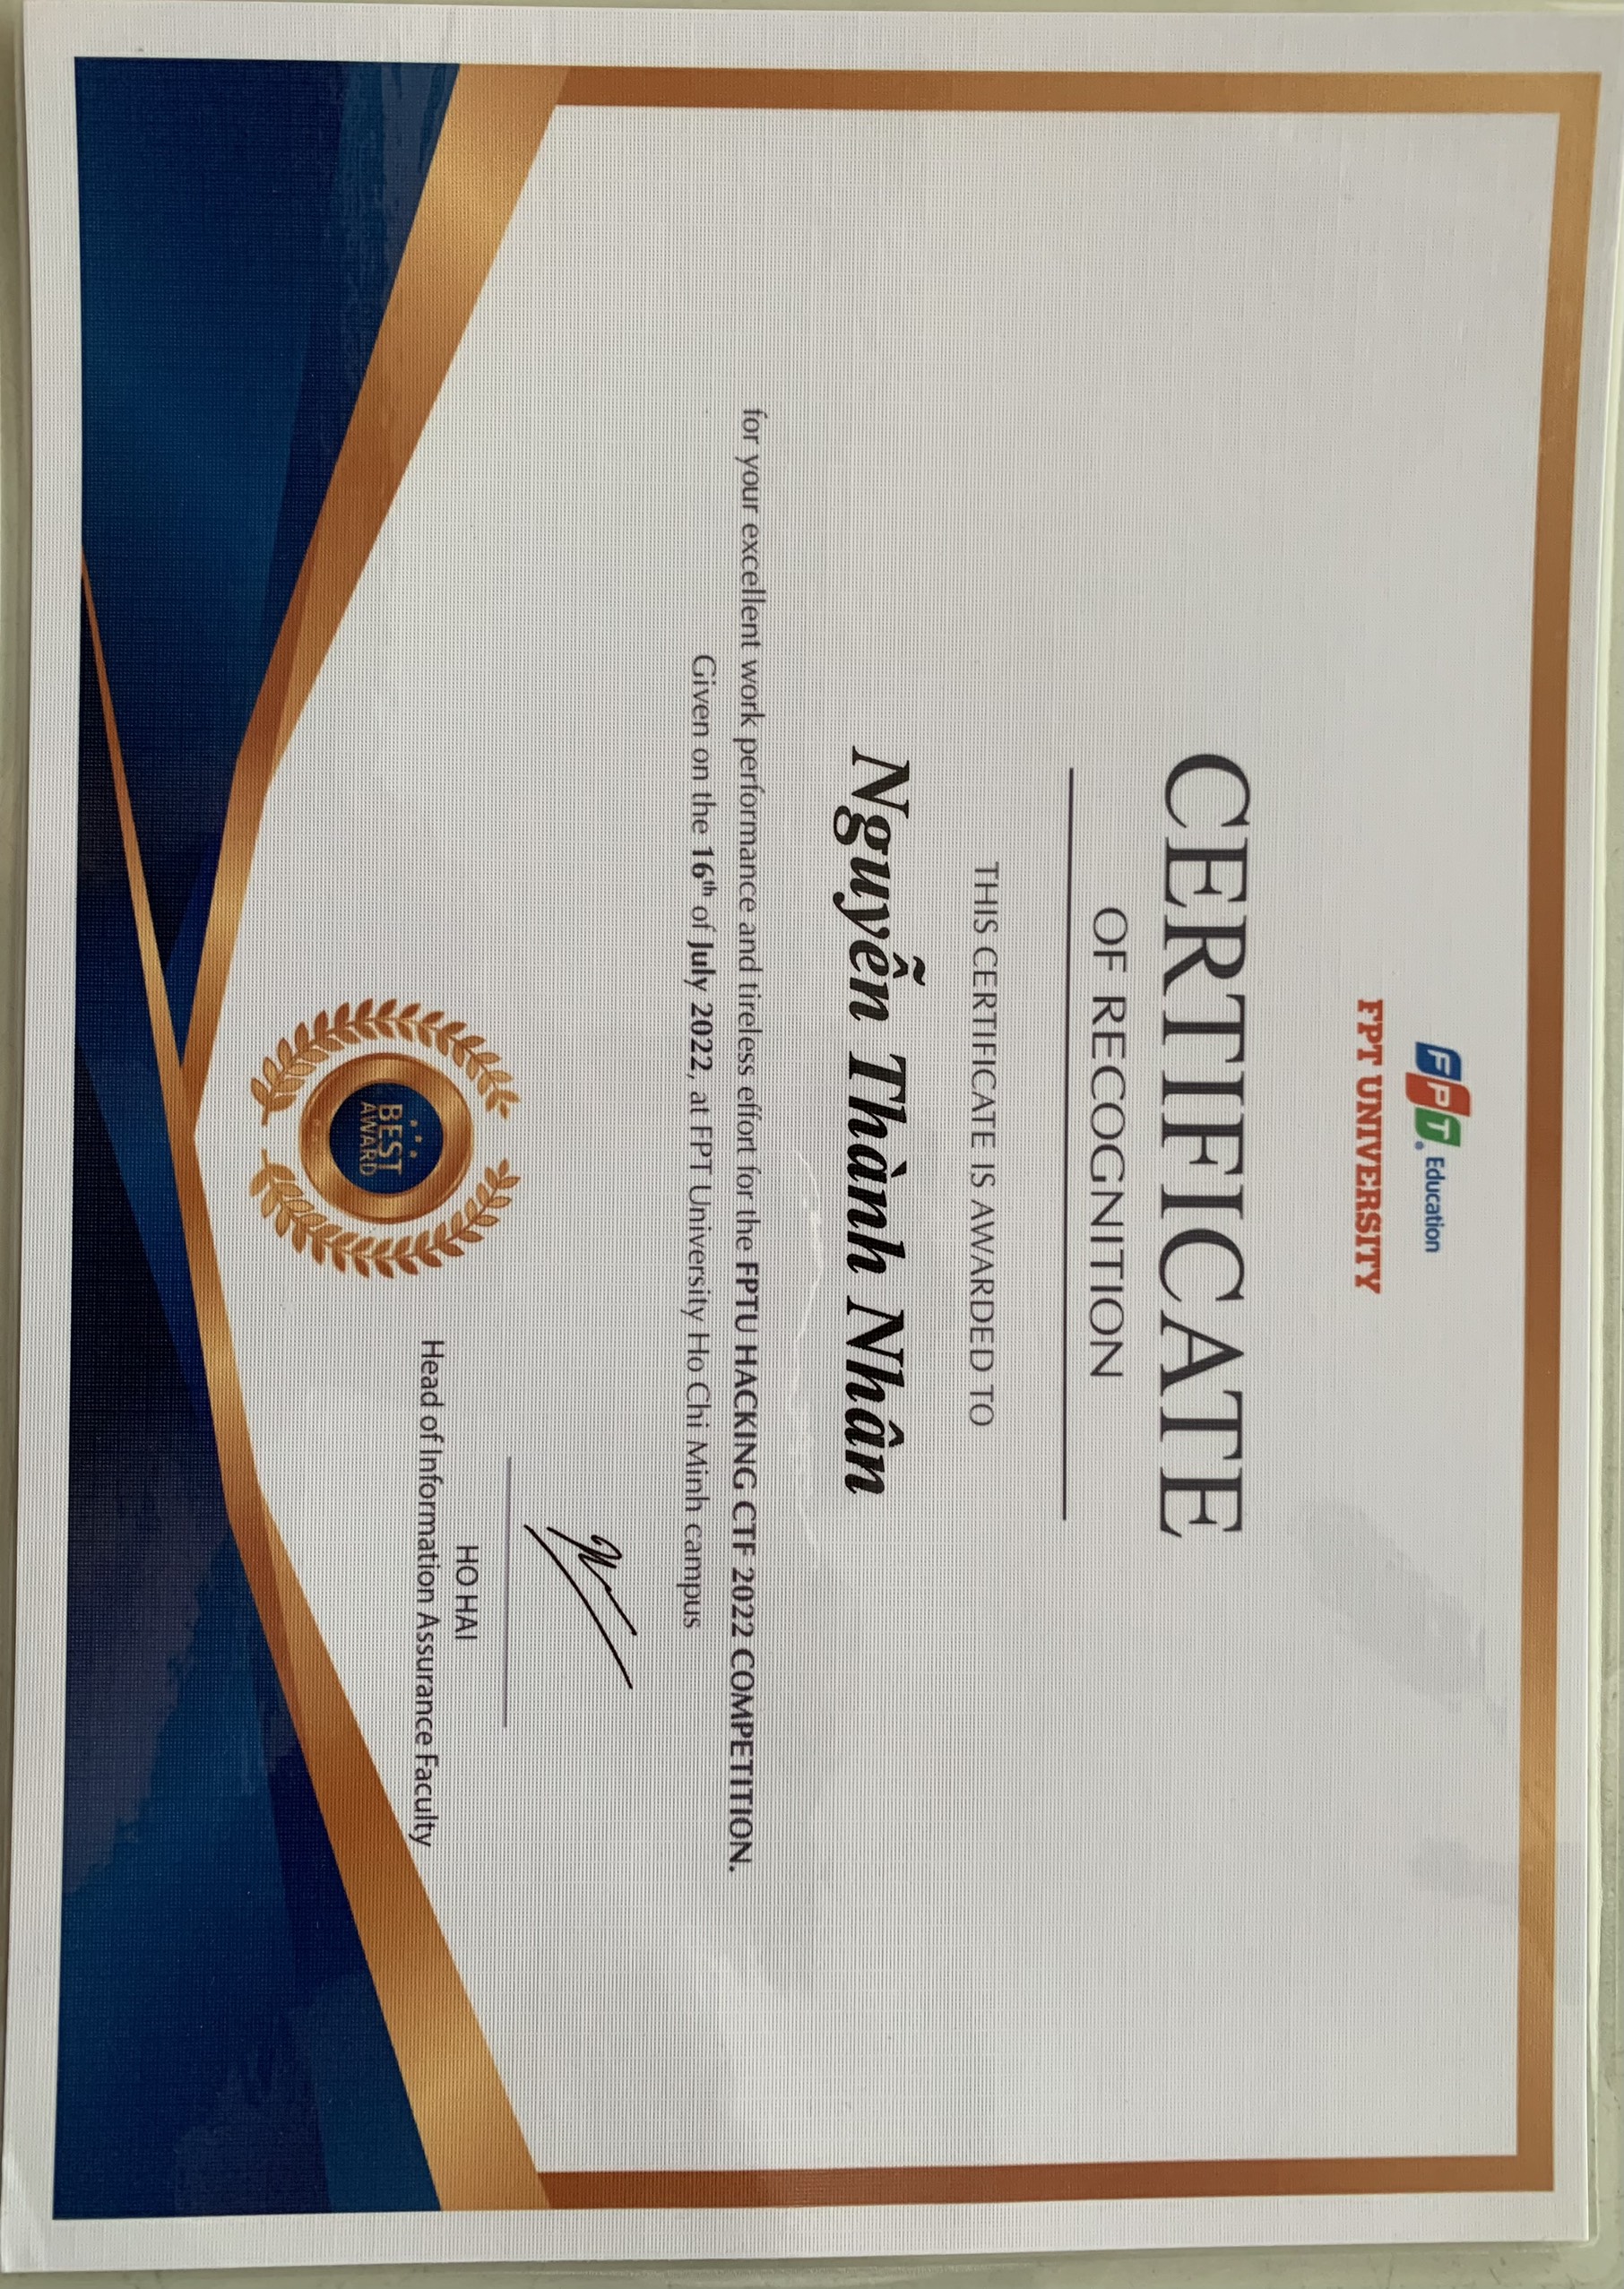 FPT Education
FPT UNIVERSITY
CERTIFICATE
OF RECOGNITION
THIS CERTIFICATE IS AWARDED TO
Nguyễn Thành Nhân
for your excellent work performance and tireless effort for the FPTU HACKING CTF 2022 COMPETITION.
Given on the 16th of July 2022, at FPT University Ho Chi Minh campus
HO HAI
Head of Information Assurance Faculty
BEST
AWARD